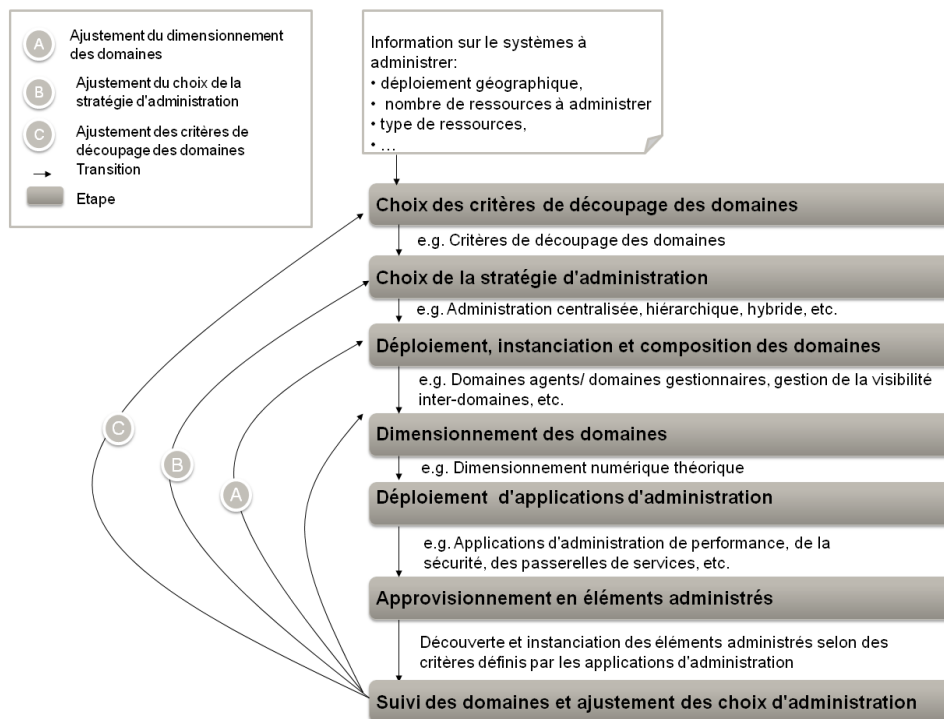 A
Ajustement du dimensionnement
des domaines
B
Ajustement du choix de la
stratégie d'administration
C
Ajustement des critères de
découpage des domaines
Transition
Etape
Information sur le systèmes à
administrer:
• déploiement géographique,
• nombre de ressources à administrer
• type de ressources,
• ...
Choix des critères de découpage des domaines
e.g. Critères de découpage des domaines
Choix de la stratégie d'administration
e.g. Administration centralisée, hiérarchique, hybride, etc.
Déploiement, instanciation et composition des domaines
e.g. Domaines agents/ domaines gestionnaires, gestion de la visibilité
inter-domaines, etc.
Dimensionnement des domaines
e.g. Dimensionnement numérique théorique
Déploiement d'applications d'administration
e.g. Applications d'administration de performance, de la
sécurité, des passerelles de services, etc.
Approvisionnement en éléments administrés
Découverte et instanciation des éléments administrés selon des
critères définis par les applications d'administration
Suivi des domaines et ajustement des choix d'administration
C
B
A